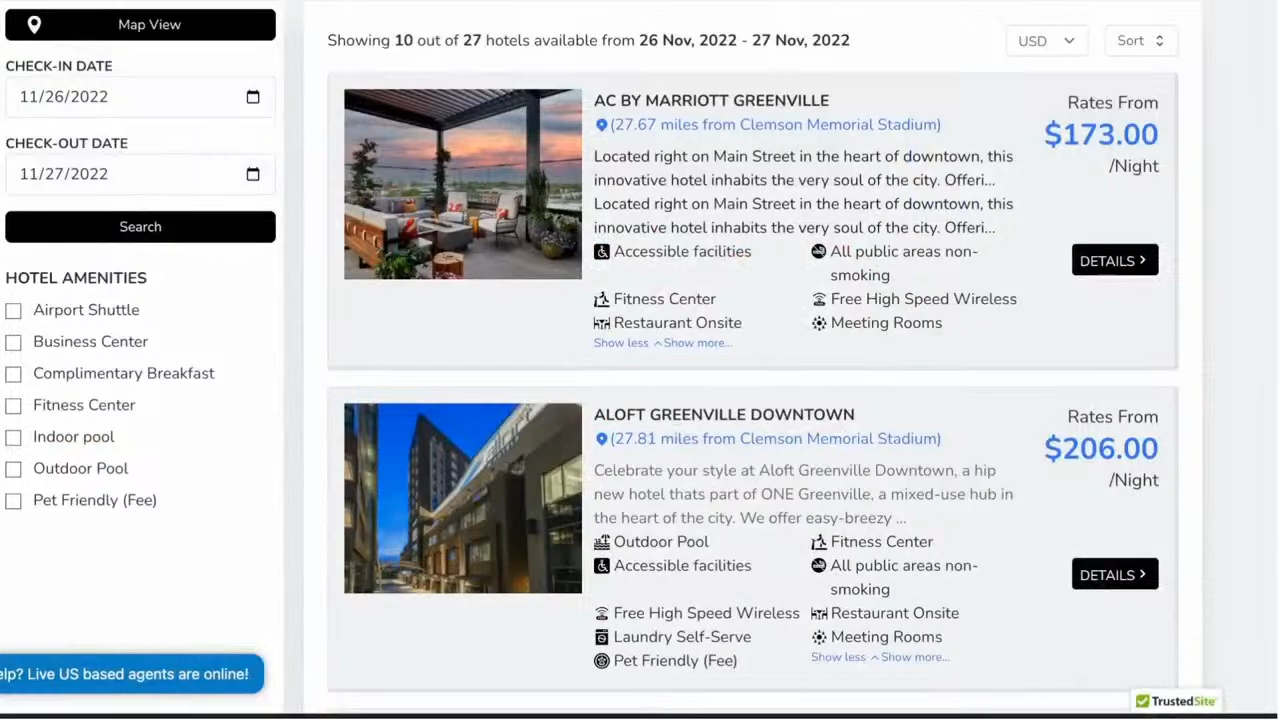 Map View
CHECK-IN DATE
11/26/2022
CHECK-OUT DATE
11/27/2022
Search
HOTEL AMENITIES
Airport Shuttle
Business Center
Complimentary Breakfast
Fitness Center
Indoor pool
Outdoor Pool
Pet Friendly (Fee)
elp? Live US based agents are online!
Showing 10 out of 27 hotels available from 26 Nov, 2022 - 27 Nov, 2022
USD
Sort
AC BY MARRIOTT GREENVILLE
(27.67 miles from Clemson Memorial Stadium)
Located right on Main Street in the heart of downtown, this
innovative hotel inhabits the very soul of the city. Offeri...
Located right on Main Street in the heart of downtown, this
innovative hotel inhabits the very soul of the city. Offeri...
Accessible facilities
All public areas non-
smoking
Fitness Center
Free High Speed Wireless
Restaurant Onsite
Meeting Rooms
Show less Show more...
Rates From
$173.00
/Night
DETAILS
ALOFT GREENVILLE DOWNTOWN
(27.81 miles from Clemson Memorial Stadium)
Celebrate your style at Aloft Greenville Downtown, a hip
new hotel thats part of ONE Greenville, a mixed-use hub in
the heart of the city. We offer easy-breezy ...
Outdoor Pool
Fitness Center
Accessible facilities
All public areas non-
smoking
Free High Speed Wireless
Restaurant Onsite
Laundry Self-Serve
Meeting Rooms
Pet Friendly (Fee)
Show less Show more...
Rates From
$206.00
/Night
DETAILS
TrustedSite